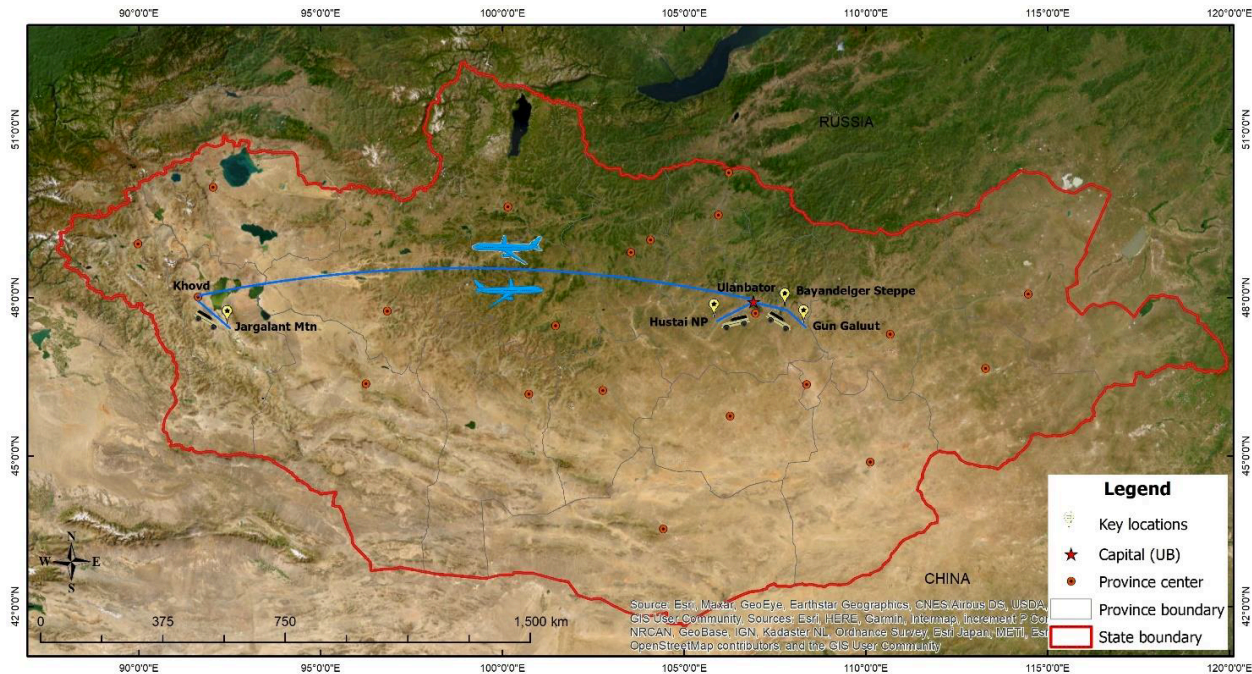 90°0'0"E 95°0'0"E 100°0'0"E 105°0'0"E 110°0'0"E 115°0'0"E 120°0'0"E
RUSSIA
51°0'0"N 51°0'0"N
Khovd
Ulanbator
Bayandelger Steppe
48°0'0"N 48°0'0"N
Jargalant Mtn
Hustai NP
Gun Galuut
45°0'0"N 45°0'0"N
Legend
Key locations
Capital (UB)
Province center
Province boundary
State boundary
N
W E
S
CHINA
42°0'0"N 42°0'0"N
0 375 750 1,500 km
Source: Esri, Maxar, GeoEye, Earthstar Geographics, CNES/Airbus DS, USDA,
GIS User Community, Sources: Esri, HERE, Garmin, Intermap, increment P
NRCAN, GeoBase, IGN, Kadaster NL, Ordnance Survey, Esri Japan, METI,
OpenStreetMap contributors, and the GIS User Community
90°0'0"E 95°0'0"E 100°0'0"E 105°0'0"E 110°0'0"E 115°0'0"E 120°0'0"E